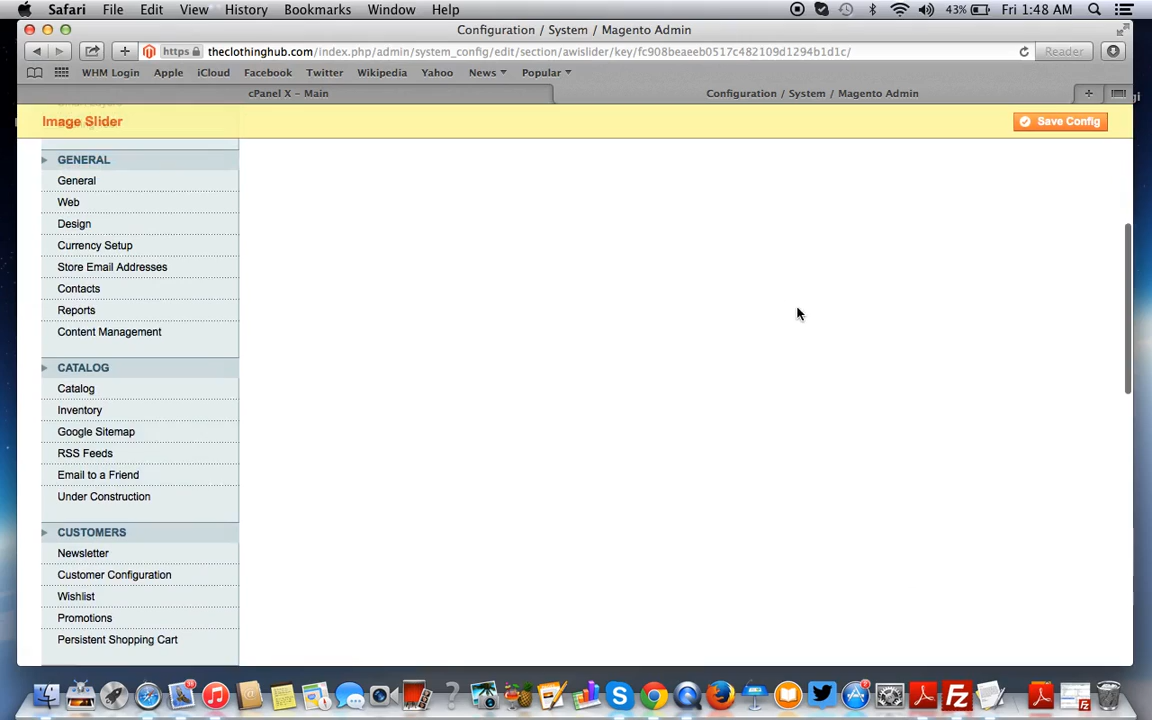 Safari File Edit View History Bookmarks Window Help 43% Fri 1:48 AM
Configuration / System / Magento Admin
https theclothinghub.com/index.php/admin/system_config/edit/section/awislider/key/fc908beaeeb0517c482109d1294b1d1c/ Reader
WHM Login Apple iCloud Facebook Twitter Wikipedia Yahoo News Popular
cPanel X – Main Configuration / System / Magento Admin +
Image Slider Save Config
GENERAL
General
Web
Design
Currency Setup
Store Email Addresses
Contacts
Reports
Content Management
CATALOG
Catalog
Inventory
Google Sitemap
RSS Feeds
Email to a Friend
Under Construction
CUSTOMERS
Newsletter
Customer Configuration
Wishlist
Promotions
Persistent Shopping Cart